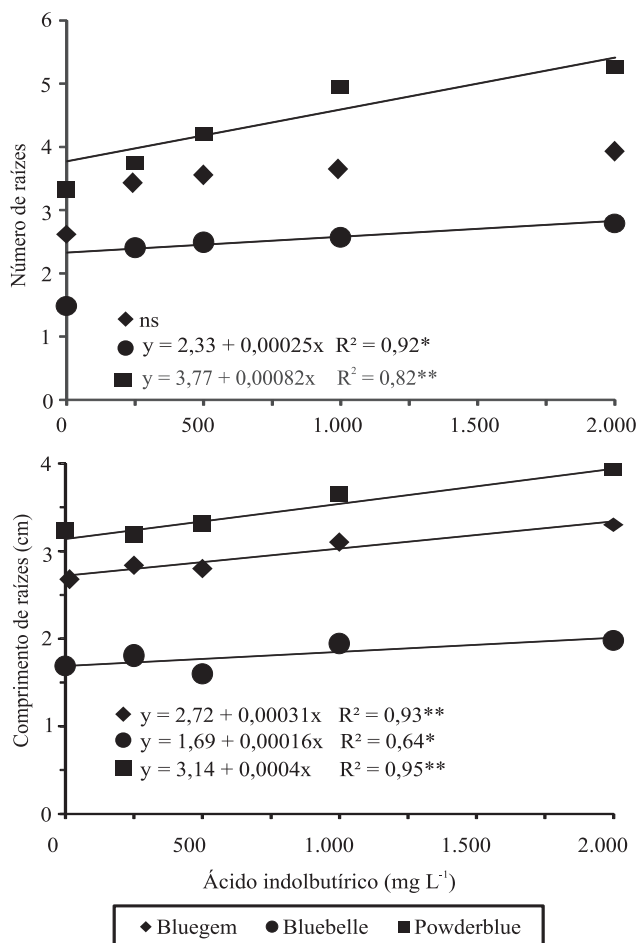 6
5
4
3
2
1
0
Número de raízes
ns
y = 2,33 + 0,00025x R² = 0,92*
y = 3,77 + 0,00082x R² = 0,82**
0 500 1.000 1.500 2.000
4
3
2
1
0
Comprimento de raízes (cm)
y = 2,72 + 0,00031x R² = 0,93**
y = 1,69 + 0,00016x R² = 0,64*
y = 3,14 + 0,0004x R² = 0,95**
0 500 1.000 1.500 2.000
Ácido indolbutírico (mg L⁻¹)
Bluegem Bluebelle Powderblue